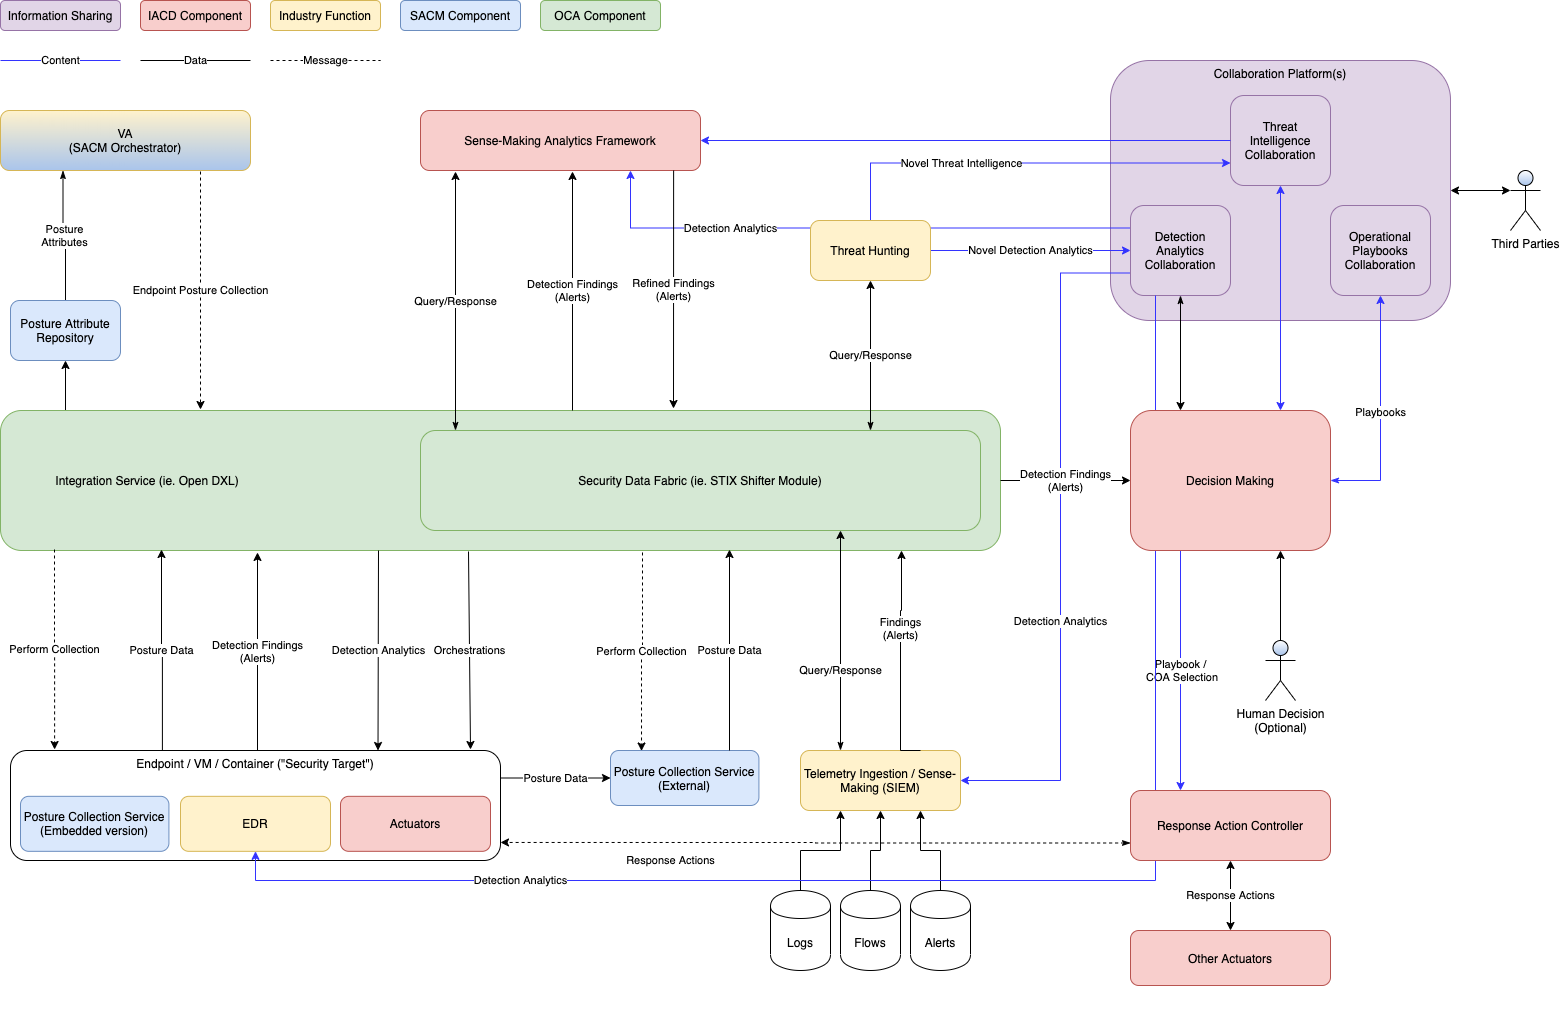 Information Sharing
IACD Component
Industry Function
SACM Component
OCA Component
Content
Data
Message
Collaboration Platform(s)
VA
(SACM Orchestrator)
Sense-Making Analytics Framework
Threat
Intelligence
Collaboration
Novel Threat Intelligence
Third Parties
Posture
Attributes
Detection Analytics
Threat Hunting
Novel Detection Analytics
Detection
Analytics
Collaboration
Operational
Playbooks
Collaboration
Endpoint Posture Collection
Query/Response
Detection Findings
(Alerts)
Refined Findings
(Alerts)
Posture Attribute
Repository
Query/Response
Playbooks
Integration Service (ie. Open DXL)
Security Data Fabric (ie. STIX Shifter Module)
Detection Findings
(Alerts)
Decision Making
Perform Collection
Posture Data
Detection Findings
(Alerts)
Detection Analytics
Orchestrations
Perform Collection
Posture Data
Query/Response
Findings
(Alerts)
Detection Analytics
Playbook /
COA Selection
Human Decision
(Optional)
Endpoint / VM / Container ("Security Target")
Posture Data
Posture Collection Service
(External)
Telemetry Ingestion / Sense-
Making (SIEM)
Posture Collection Service
(Embedded version)
EDR
Actuators
Response Action Controller
Response Actions
Detection Analytics
Response Actions
Logs
Flows
Alerts
Other Actuators